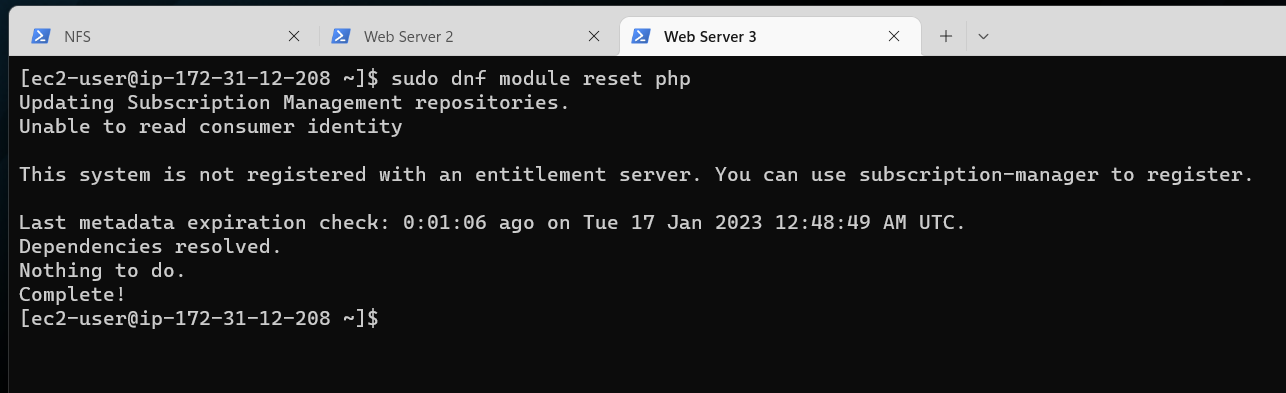 NFS
Web Server 2
Web Server 3
[ec2-user@ip-172-31-12-208 ~]$ sudo dnf module reset php
Updating Subscription Management repositories.
Unable to read consumer identity
This system is not registered with an entitlement server. You can use subscription-manager to register.
Last metadata expiration check: 0:01:06 ago on Tue 17 Jan 2023 12:48:49 AM UTC.
Dependencies resolved.
Nothing to do.
Complete!
[ec2-user@ip-172-31-12-208 ~]$